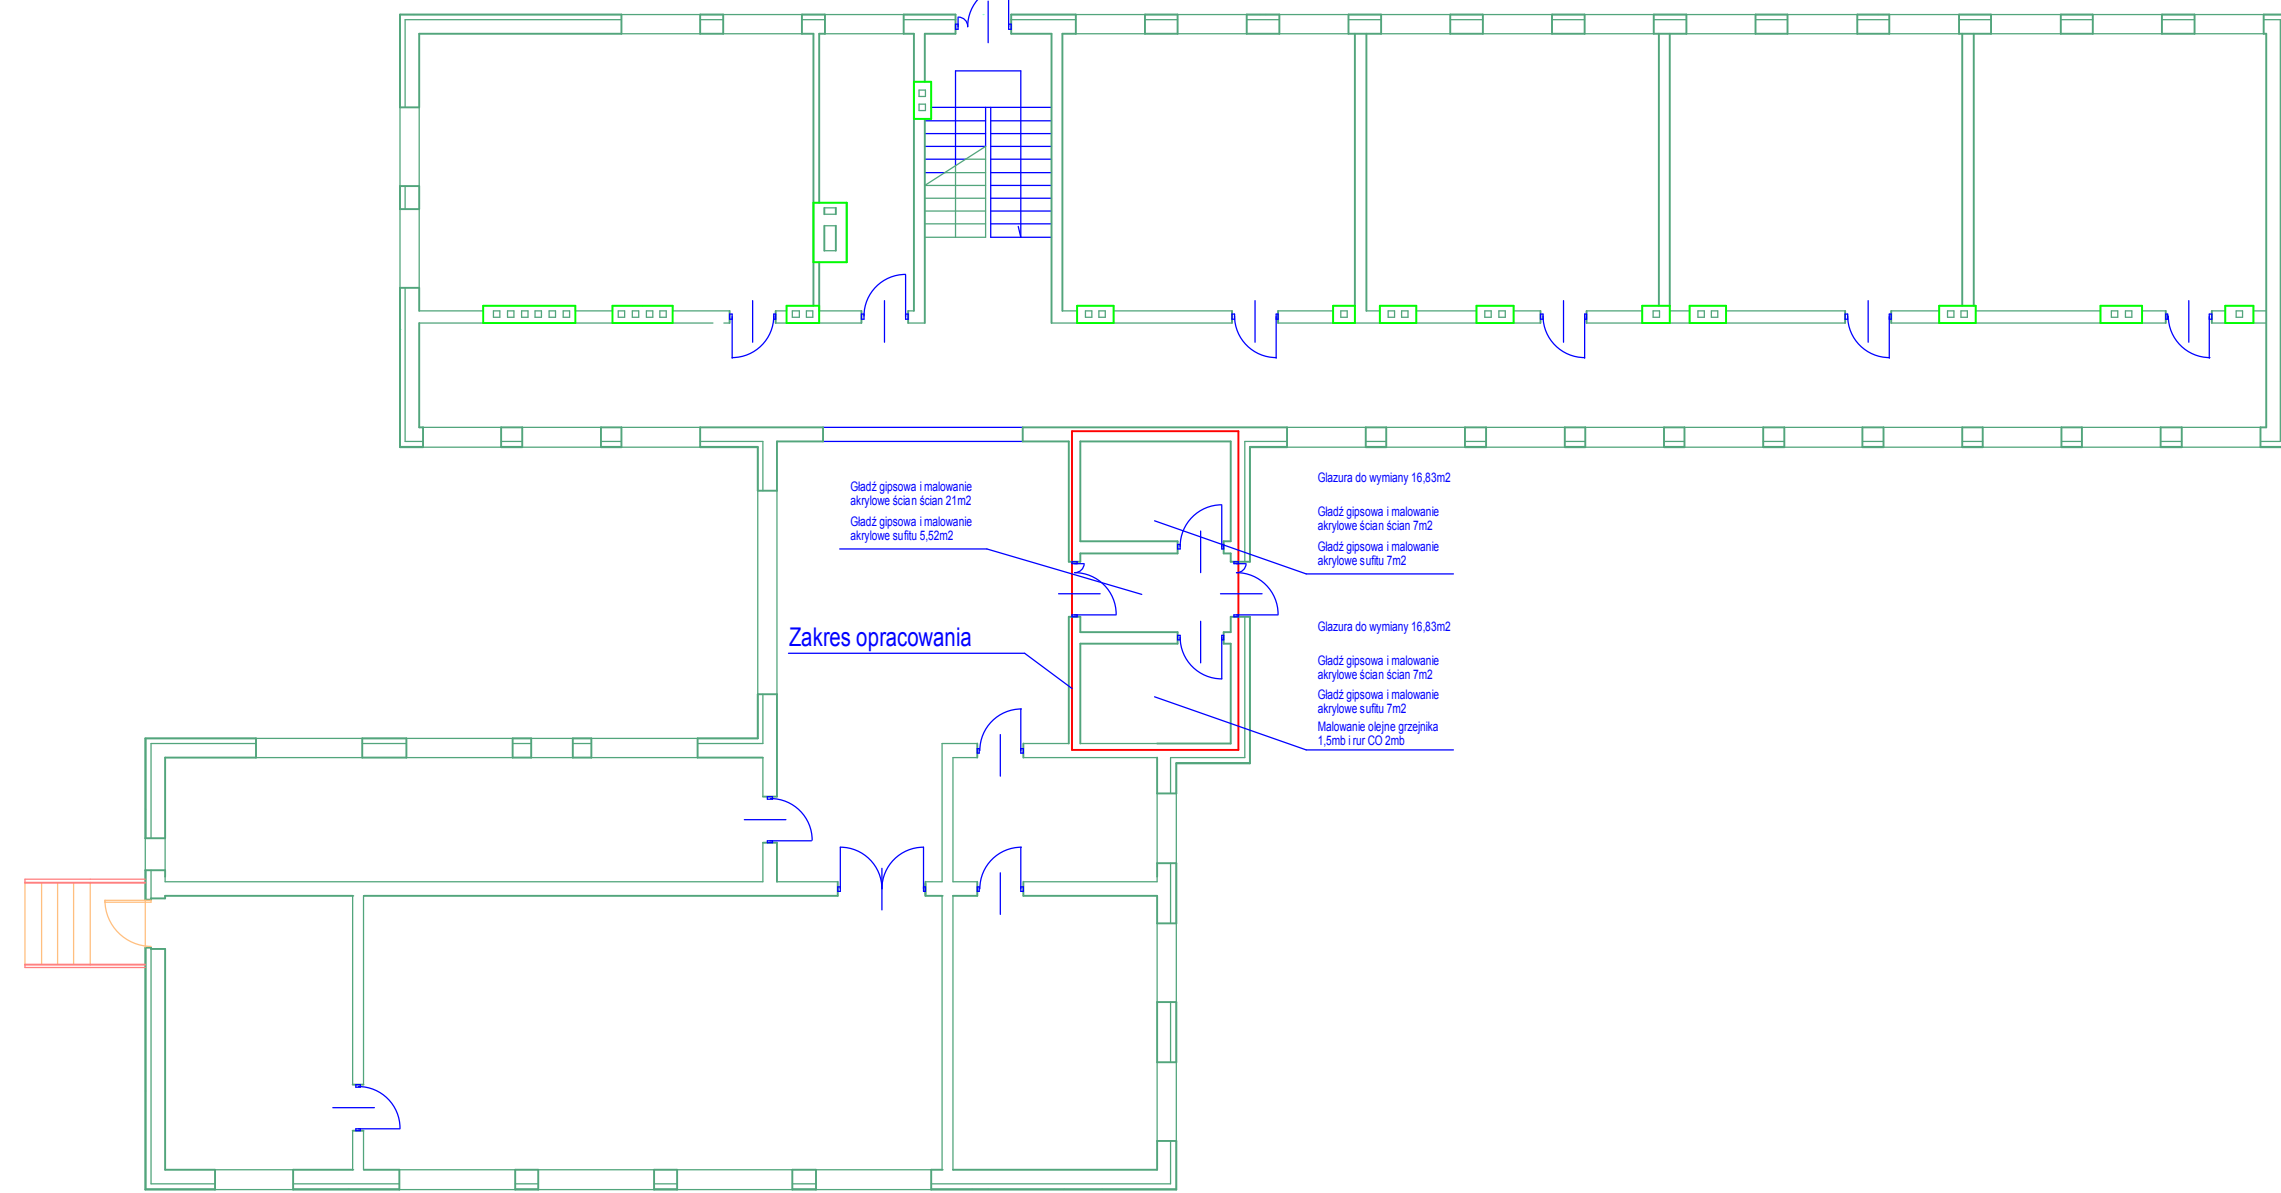 Gładź gipsowa i malowanie
akrylowe ścian ścian 21m2
Gładź gipsowa i malowanie
akrylowe sufitu 5,52m2
Glazura do wymiany 16,83m2
Gładź gipsowa i malowanie
akrylowe ścian ścian 7m2
Gładź gipsowa i malowanie
akrylowe sufitu 7m2
Zakres opracowania
Glazura do wymiany 16,83m2
Gładź gipsowa i malowanie
akrylowe ścian ścian 7m2
Gładź gipsowa i malowanie
akrylowe sufitu 7m2
Malowanie olejne grzejnika
1,5mb i rur CO 2mb